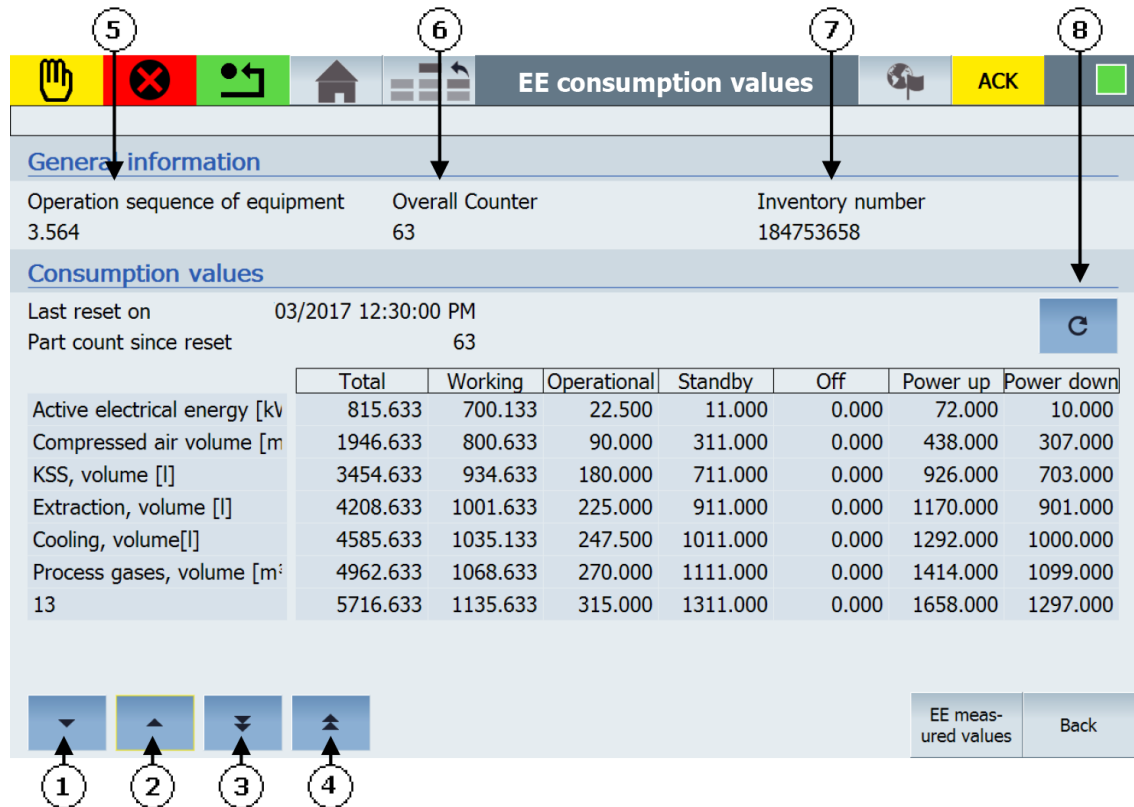 5 6 7 8
EE consumption values ACK
General information
Operation sequence of equipment Overall Counter Inventory number
3.564 63 184753658
Consumption values
Last reset on 03/2017 12:30:00 PM
Part count since reset 63
Total Working Operational Standby Off Power up Power down
Active electrical energy [kW 815.633 700.133 22.500 11.000 0.000 72.000 10.000
Compressed air volume [m 1946.633 800.633 90.000 311.000 0.000 438.000 307.000
KSS, volume [l] 3454.633 934.633 180.000 711.000 0.000 926.000 703.000
Extraction, volume [l] 4208.633 1001.633 225.000 911.000 0.000 1170.000 901.000
Cooling, volume[l] 4585.633 1035.133 247.500 1011.000 0.000 1292.000 1000.000
Process gases, volume [m³ 4962.633 1068.633 270.000 1111.000 0.000 1414.000 1099.000
13 5716.633 1135.633 315.000 1311.000 0.000 1658.000 1297.000
EE meas-
ured values Back
1 2 3 4